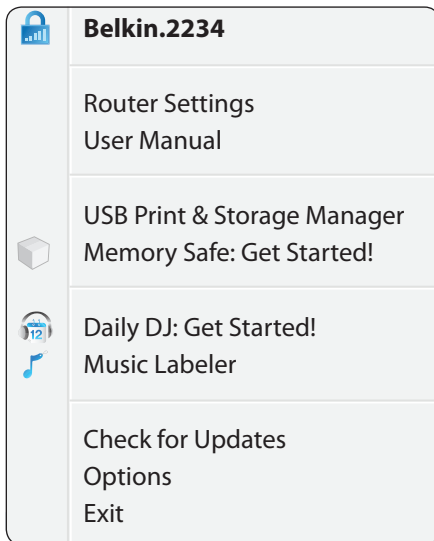 Belkin.2234
Router Settings
User Manual
USB Print & Storage Manager
Memory Safe: Get Started!
12
Daily DJ: Get Started!
Music Labeler
Check for Updates
Options
Exit